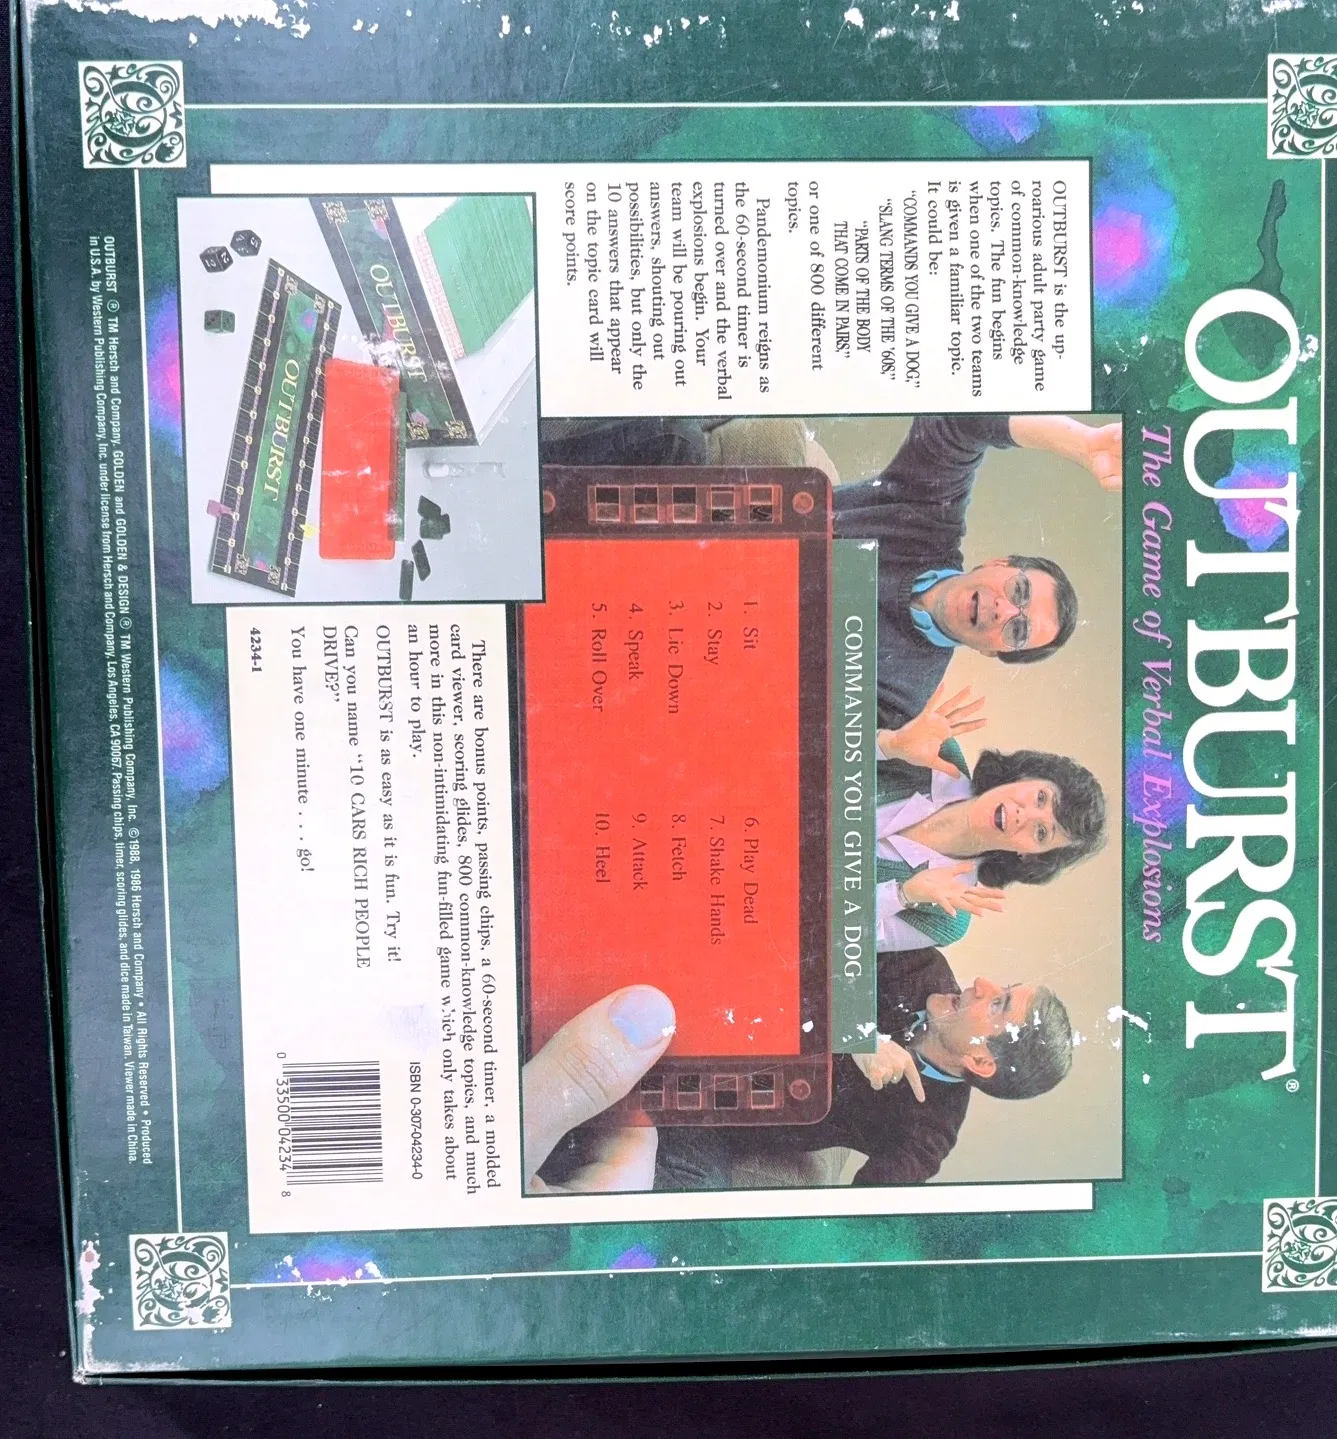 OUTBURST®
The Game of Verbal Explosions
OUTBURST is the up-
roarious adult party game
of common-knowledge
topics. The fun begins
when one of the two teams
is given a familiar topic.
It could be:
“COMMANDS YOU GIVE A DOG,”
“SLANG TERMS OF THE ’60S,”
“PARTS OF THE BODY
THAT COME IN PAIRS,”
or one of 800 different
topics.
Pandemonium reigns as
the 60-second timer is
turned over and the verbal
explosions begin. Your
team will be pouring out
answers, shouting out
possibilities, but only the
10 answers that appear
on the topic card will
score points.
COMMANDS YOU GIVE A DOG
1. Sit
2. Stay
3. Lie Down
4. Speak
5. Roll Over
6. Play Dead
7. Shake Hands
8. Fetch
9. Attack
10. Heel
OUTBURST
OUTBURST
There are bonus points, passing chips, a 60-second timer, a molded
card viewer, scoring glides, 800 common-knowledge topics, and much
more in this non-intimidating fun-filled game which only takes about
an hour to play.
OUTBURST is as easy as it is fun. Try it!
Can you name “10 CARS RICH PEOPLE
DRIVE?”
You have one minute . . . go!
4234-1
ISBN 0-307-04234-0
0 33500 04234 8
OUTBURST ® TM Hersch and Company. GOLDEN and GOLDEN & DESIGN ® TM Western Publishing Company, Inc. ©1988, 1986 Hersch and Company • All Rights Reserved • Produced
in U.S.A. by Western Publishing Company, Inc. under license from Hersch and Company, Los Angeles, CA 90067. Passing chips, timer, scoring glides, and dice made in Taiwan. Viewer made in China.